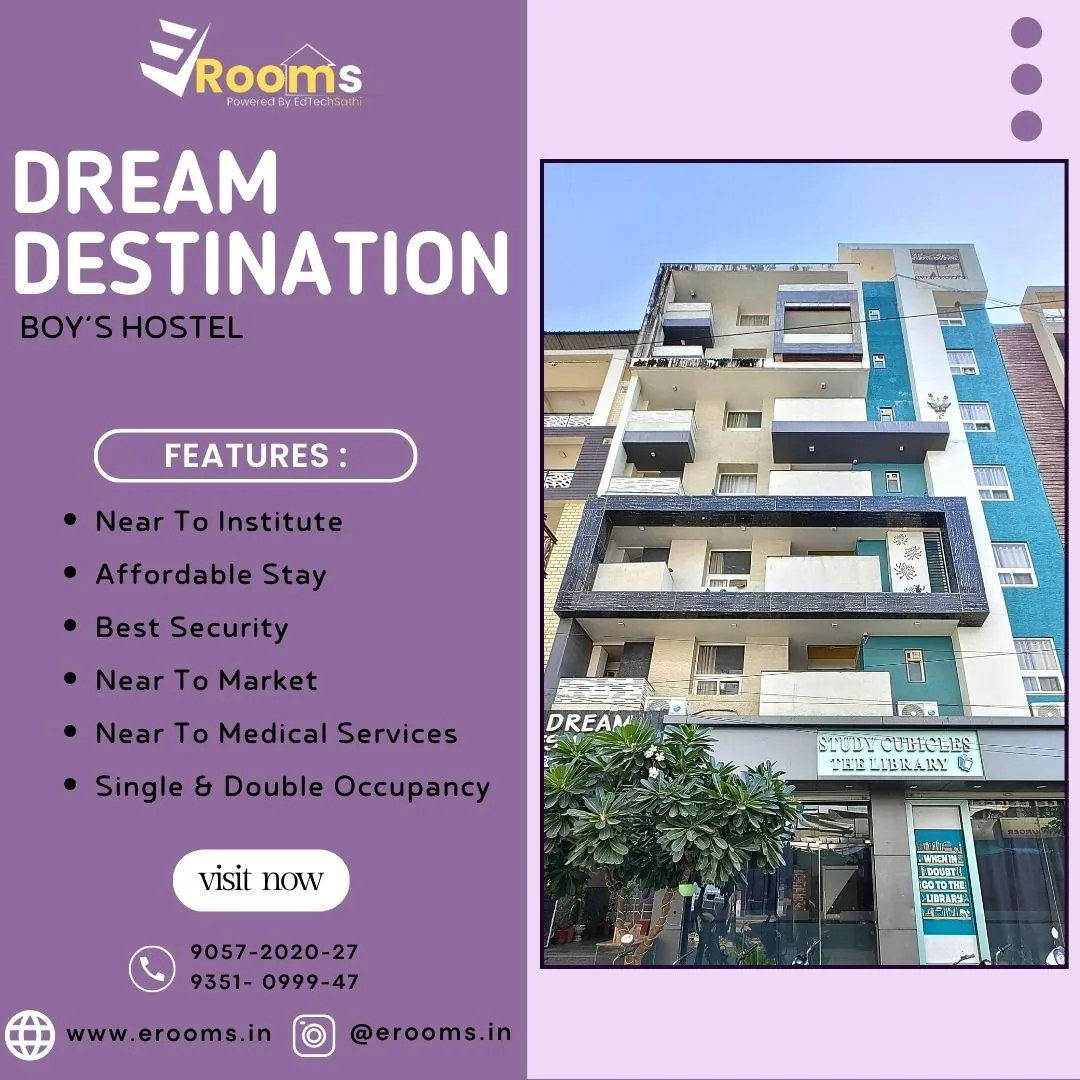 ERooms
Powered By EdTechSathi
DREAM
DESTINATION
BOY'S HOSTEL
FEATURES :
Near To Institute
Affordable Stay
Best Security
Near To Market
Near To Medical Services
Single & Double Occupancy
visit now
9057-2020-27
9351- 0999-47
www.erooms.in
@erooms.in
DREAM
STUDY CUBICLES
THE LIBRARY
WHEN IN
DOUBT
GO TO THE
LIBRARY